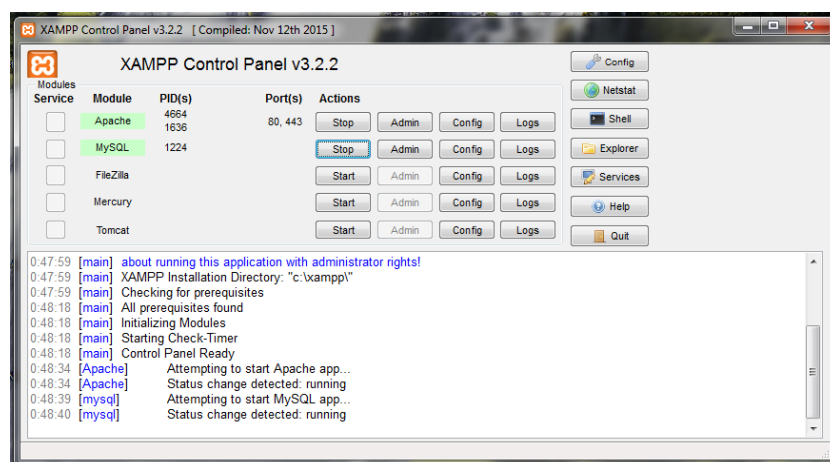 XAMPP Control Panel v3.2.2 [ Compiled: Nov 12th 2015 ]
XAMPP Control Panel v3.2.2
Config
Modules
Service Module PID(s) Port(s) Actions
Netstat
Apache 4664 1636 80, 443 Stop Admin Config Logs
Shell
MySQL 1224 Stop Admin Config Logs
Explorer
FileZilla Start Admin Config Logs
Services
Mercury Start Admin Config Logs
Help
Tomcat Start Admin Config Logs
Quit
0:47:59 [main] about running this application with administrator rights!
0:47:59 [main] XAMPP Installation Directory: "c:\xampp\"
0:47:59 [main] Checking for prerequisites
0:48:18 [main] All prerequisites found
0:48:18 [main] Initializing Modules
0:48:18 [main] Starting Check-Timer
0:48:18 [main] Control Panel Ready
0:48:34 [Apache] Attempting to start Apache app...
0:48:34 [Apache] Status change detected: running
0:48:39 [mysql] Attempting to start MySQL app...
0:48:40 [mysql] Status change detected: running